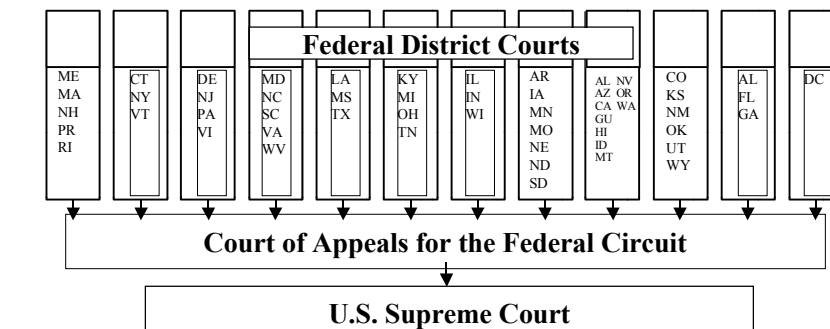 Federal District Courts
ME
MA
NH
PR
RI
CT
NY
VT
DE
NJ
PA
VI
MD
NC
SC
VA
WV
LA
MS
TX
KY
MI
OH
TN
IL
IN
WI
AR
IA
MN
MO
NE
ND
SD
AL NV
AZ OR
CA WA
GU
HI
ID
MT
CO
KS
NM
OK
UT
WY
AL
FL
GA
DC
Court of Appeals for the Federal Circuit
U.S. Supreme Court